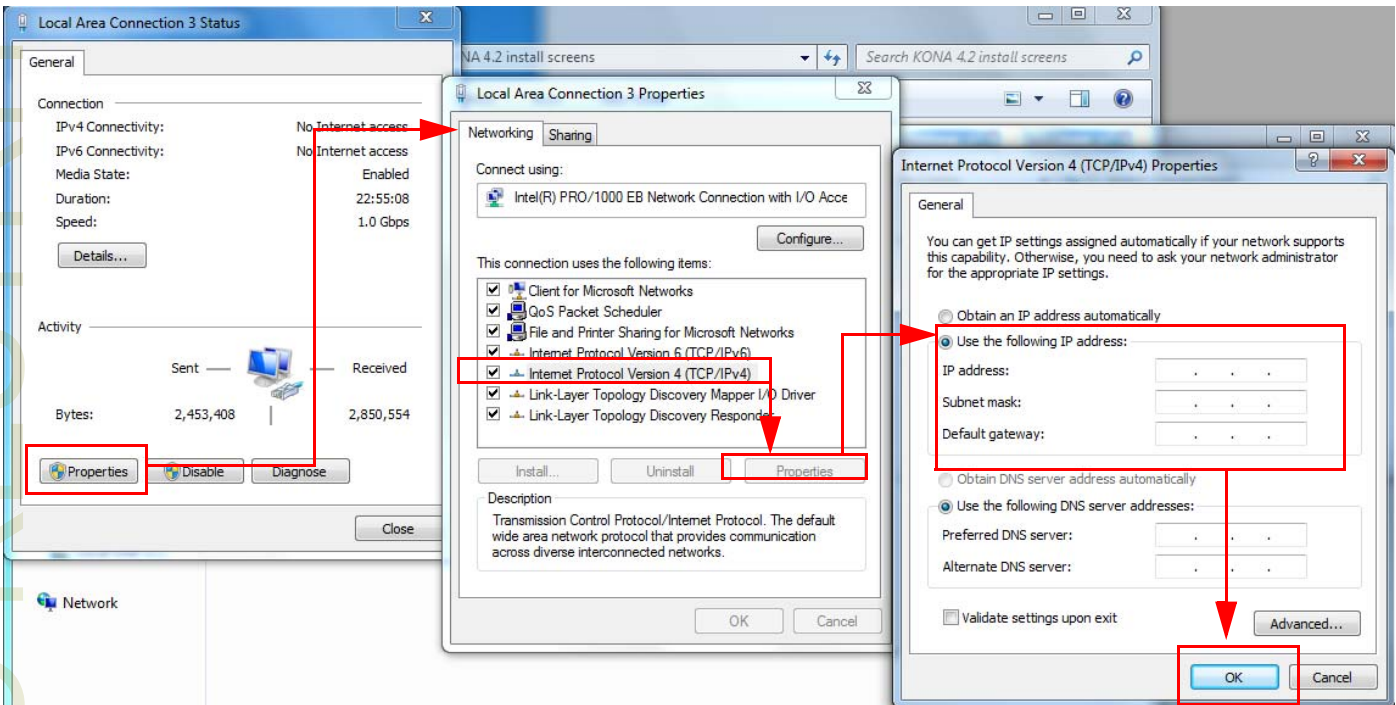 Local Area Connection 3 Status
General
Connection
IPv4 Connectivity: No Internet access
IPv6 Connectivity: No Internet access
Media State: Enabled
Duration: 22:55:08
Speed: 1.0 Gbps
Details...
Activity
Sent Received
Bytes: 2,453,408 2,850,554
Properties Disable Diagnose
Close
Network
NA 4.2 install screens
Search KONA 4.2 install screens
Local Area Connection 3 Properties
Networking Sharing
Connect using:
Intel(R) PRO/1000 EB Network Connection with I/O Acce
Configure...
This connection uses the following items:
Client for Microsoft Networks
QoS Packet Scheduler
File and Printer Sharing for Microsoft Networks
Internet Protocol Version 6 (TCP/IPv6)
Internet Protocol Version 4 (TCP/IPv4)
Link-Layer Topology Discovery Mapper I/O Driver
Link-Layer Topology Discovery Responder
Install... Uninstall Properties
Description
Transmission Control Protocol/Internet Protocol. The default
wide area network protocol that provides communication
across diverse interconnected networks.
OK Cancel
Internet Protocol Version 4 (TCP/IPv4) Properties
General
You can get IP settings assigned automatically if your network supports
this capability. Otherwise, you need to ask your network administrator
for the appropriate IP settings.
Obtain an IP address automatically
Use the following IP address:
IP address: . . .
Subnet mask: . . .
Default gateway: . . .
Obtain DNS server address automatically
Use the following DNS server addresses:
Preferred DNS server: . . .
Alternate DNS server: . . .
Validate settings upon exit
Advanced...
OK Cancel